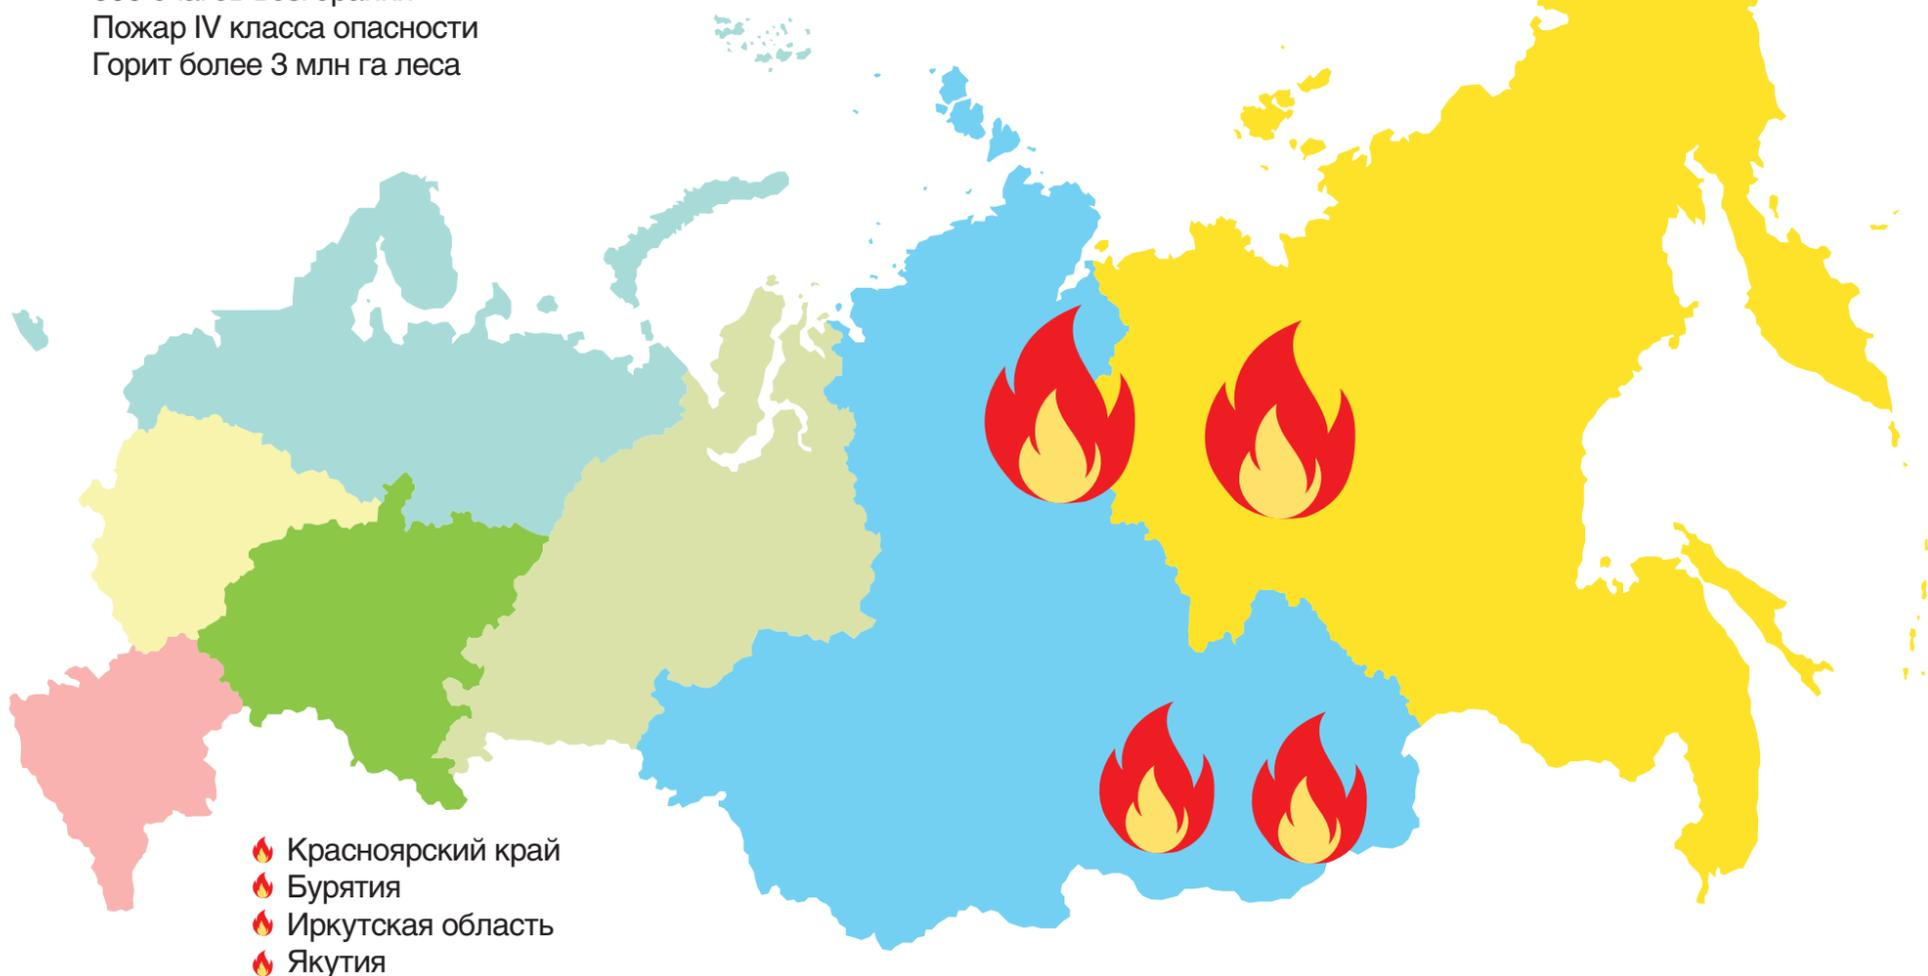 Пожар IV класса опасности
Горит более 3 млн га леса
Красноярский край
Бурятия
Иркутская область
Якутия